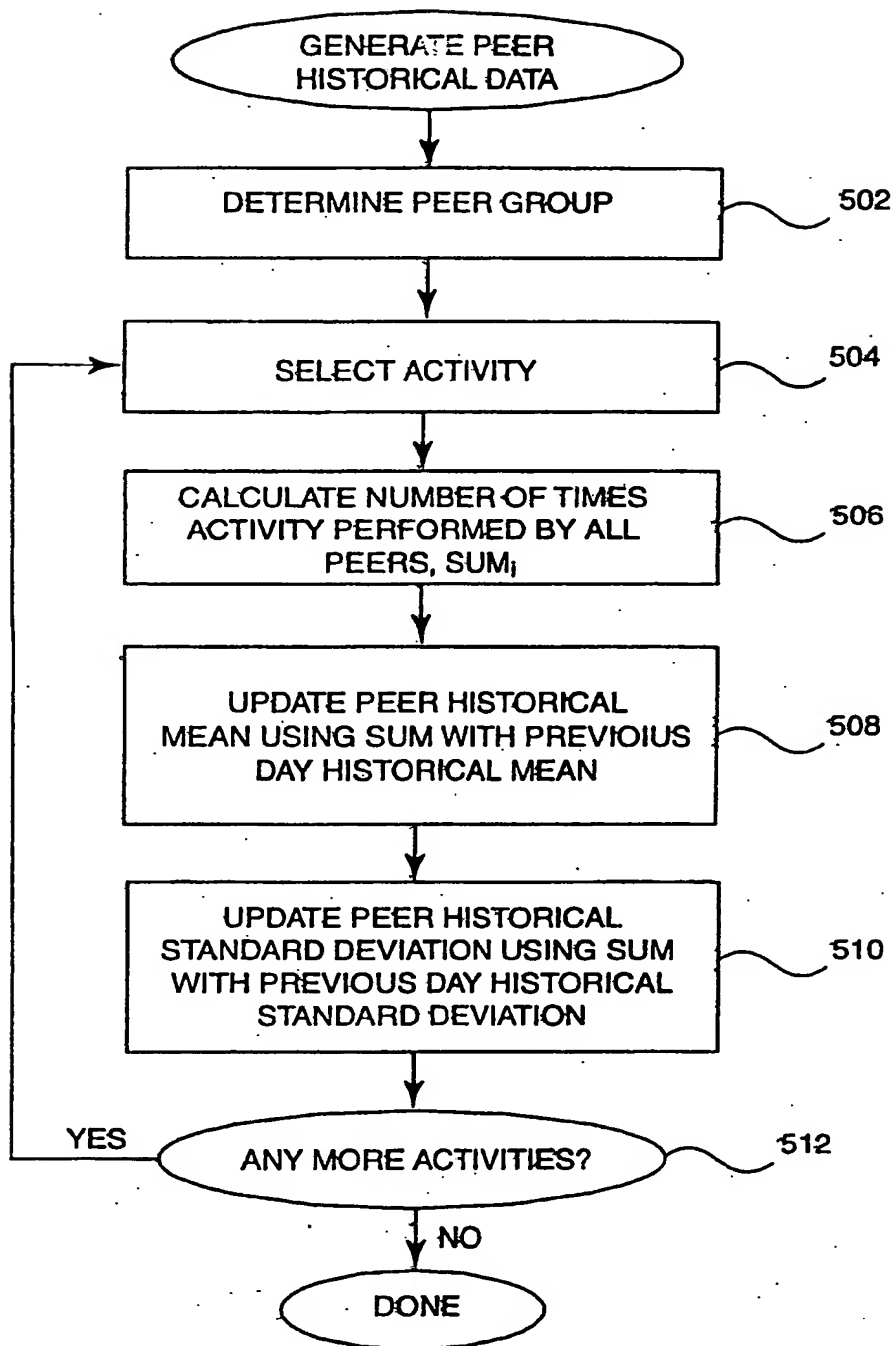 GENERATE PEER
HISTORICAL DATA
DETERMINE PEER GROUP
502
SELECT ACTIVITY
504
CALCULATE NUMBER OF TIMES
ACTIVITY PERFORMED BY ALL
PEERS, SUMi
506
UPDATE PEER HISTORICAL
MEAN USING SUM WITH PREVIOIUS
DAY HISTORICAL MEAN
508
UPDATE PEER HISTORICAL
STANDARD DEVIATION USING SUM
WITH PREVIOUS DAY HISTORICAL
STANDARD DEVIATION
510
YES
ANY MORE ACTIVITIES?
512
NO
DONE